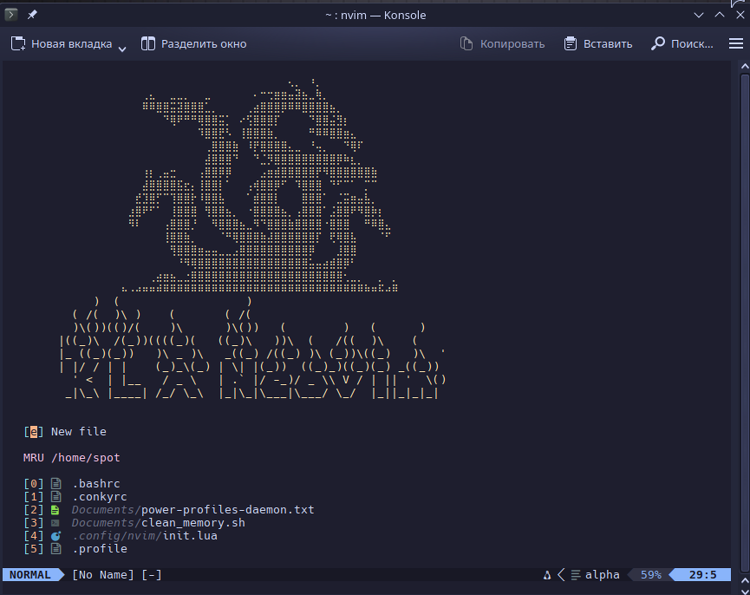 ~ : nvim — Konsole
Новая вкладка
Разделить окно
Копировать
Вставить
Поиск...
[e] New file
MRU /home/spot
[0] .bashrc
[1] .conkyrc
[2] Documents/power-profiles-daemon.txt
[3] Documents/clean_memory.sh
[4] .config/nvim/init.lua
[5] .profile
NORMAL [No Name] [-] alpha 59% 29:5